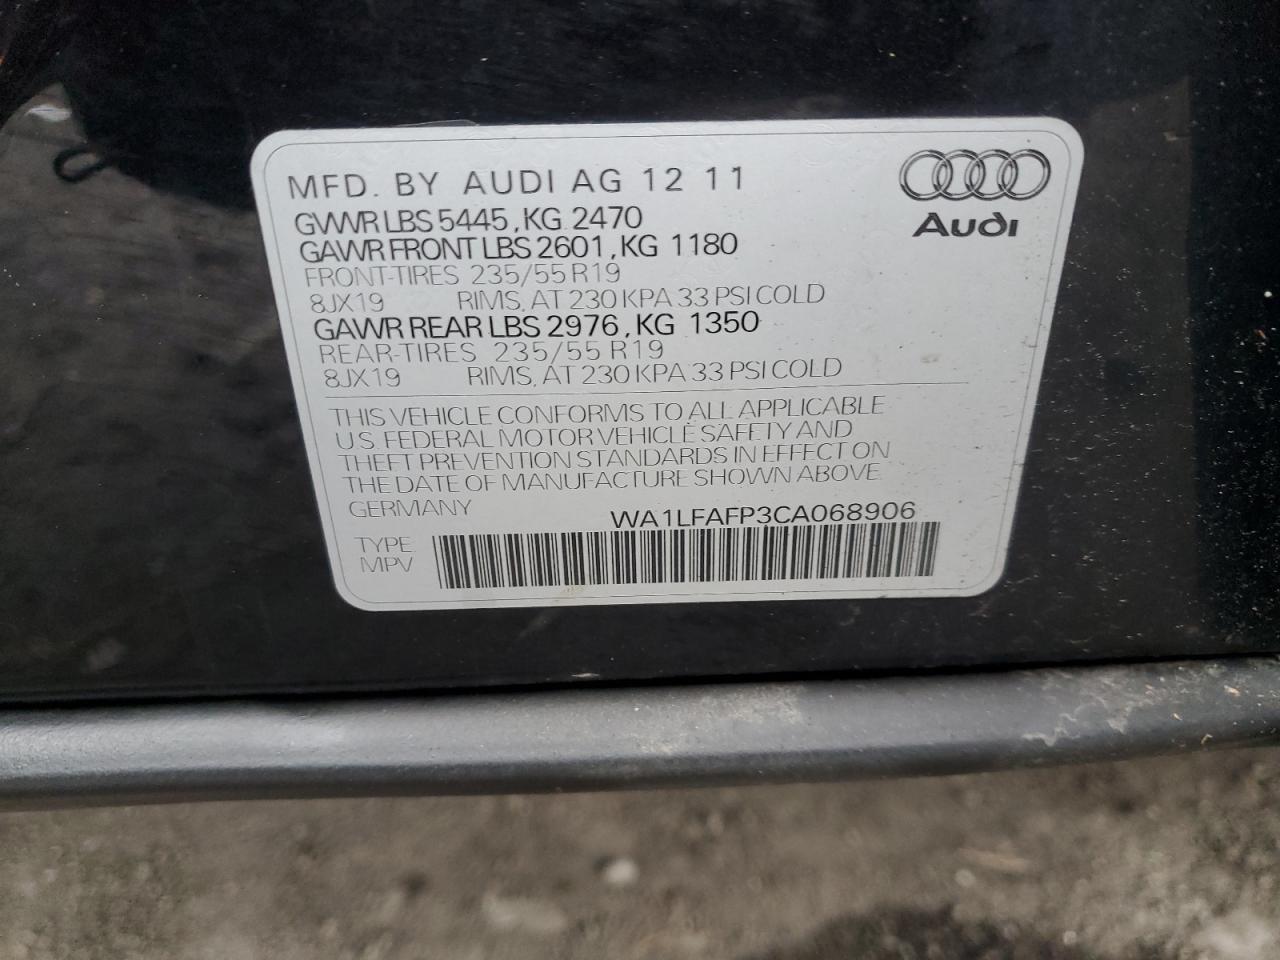 MFD. BY AUDI AG 12 11
Audi
GVWR LBS 5445, KG 2470
GAWR FRONT LBS 2601, KG 1180
FRONT-TIRES 235/55 R19
8JX19 RIMS, AT 230 KPA 33 PSI COLD
GAWR REAR LBS 2976, KG 1350
REAR-TIRES 235/55 R19
8JX19 RIMS, AT 230 KPA 33 PSI COLD
THIS VEHICLE CONFORMS TO ALL APPLICABLE
U.S. FEDERAL MOTOR VEHICLE SAFETY AND
THEFT PREVENTION STANDARDS IN EFFECT ON
THE DATE OF MANUFACTURE SHOWN ABOVE.
GERMANY WA1LFAFP3CA068906
TYPE
MPV